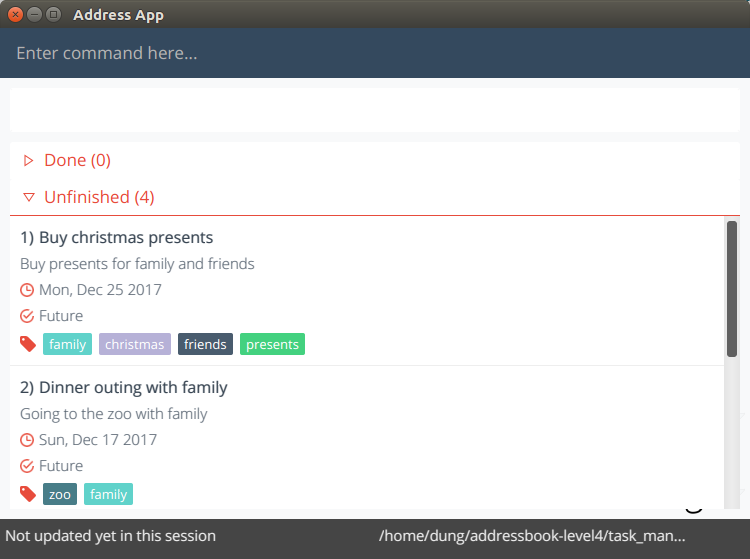 Address App
Enter command here...
Done (0)
Unfinished (4)
1) Buy christmas presents
Buy presents for family and friends
Mon, Dec 25 2017
Future
family christmas friends presents
2) Dinner outing with family
Going to the zoo with family
Sun, Dec 17 2017
Future
zoo family
Not updated yet in this session /home/dung/addressbook-level4/task_man...